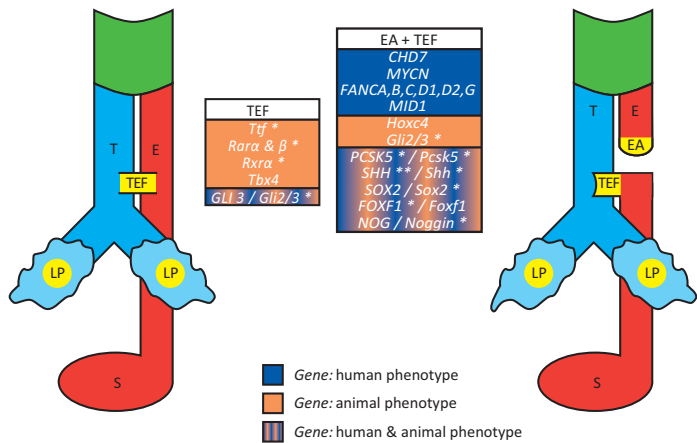 EA + TEF
CHD7
MYCN
FANCA,B,C,D1,D2,G
MID1
Hoxc4
Gli2/3 *
PCSK5 * / Pcsk5 *
SHH ** / Shh *
SOX2 / Sox2 *
FOXF1 * / Foxf1
NOG / Noggin *
TEF
Ttf *
Rarα & β *
Rxrα *
Tbx4
GLI 3 / Gli2/3 *
T
E
TEF
LP
LP
S
T
E
EA
TEF
LP
LP
S
Gene: human phenotype
Gene: animal phenotype
Gene: human & animal phenotype